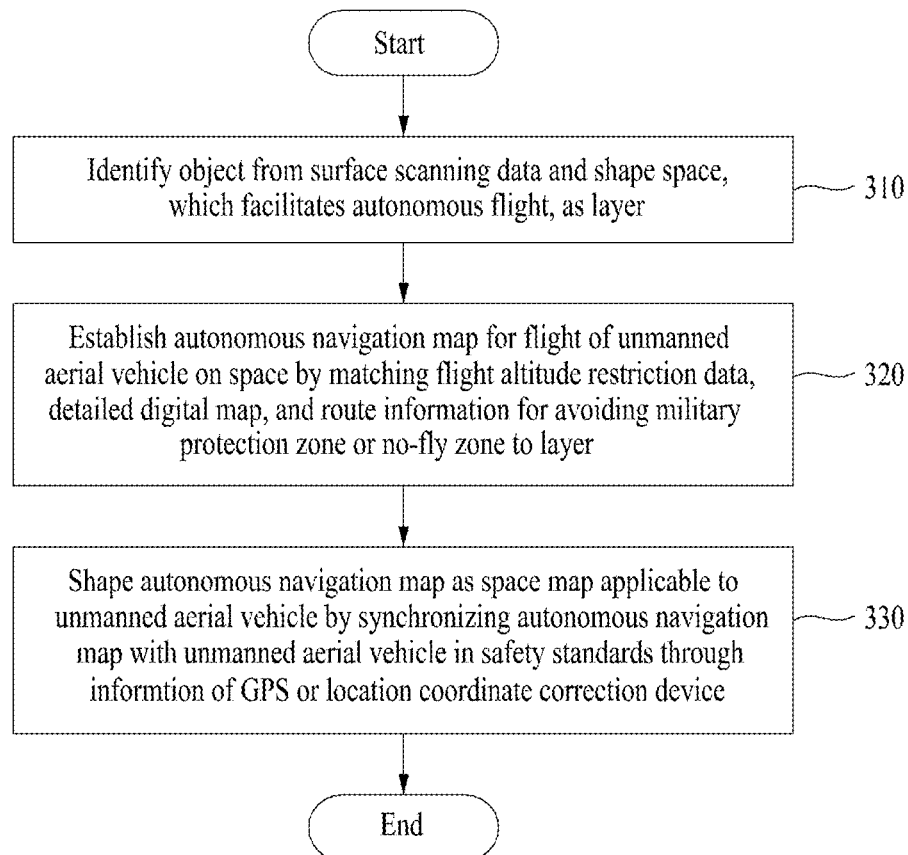 Start
Identify object from surface scanning data and shape space,
which facilitates autonomous flight, as layer
310
Establish autonomous navigation map for flight of unmanned
aerial vehicle on space by matching flight altitude restriction data,
detailed digital map, and route information for avoiding military
protection zone or no-fly zone to layer
320
Shape autonomous navigation map as space map applicable to
unmanned aerial vehicle by synchronizing autonomous navigation
map with unmanned aerial vehicle in safety standards through
informtion of GPS or location coordinate correction device
330
End